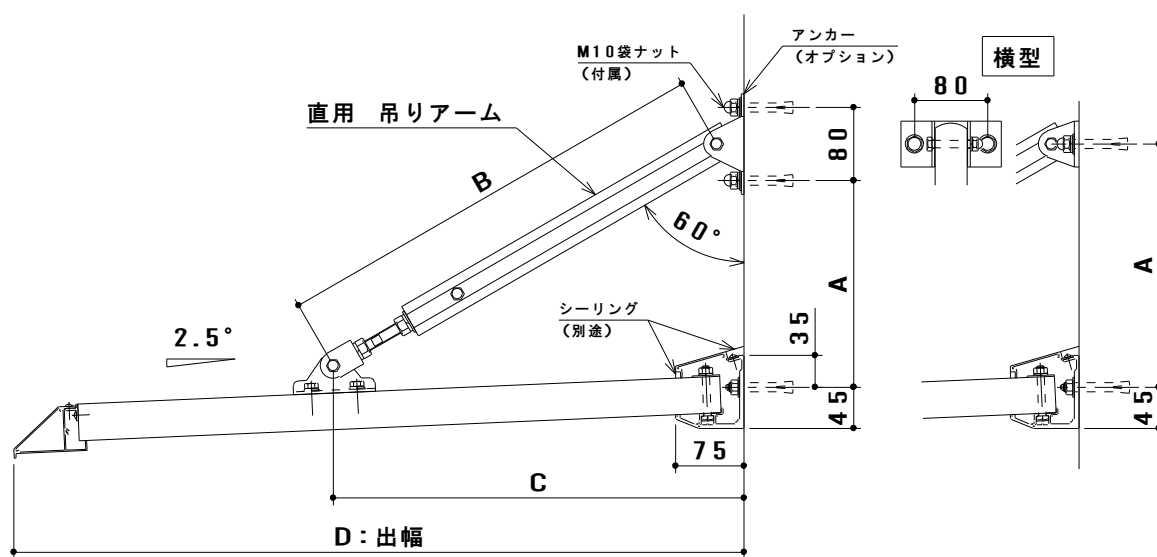 M10袋ナット
(付属)
アンカー
(オプション)
横型
80
直用 吊りアーム
80
B
60°
A
A
シーリング
(別途)
35
2.5°
45
45
75
C
D:出幅